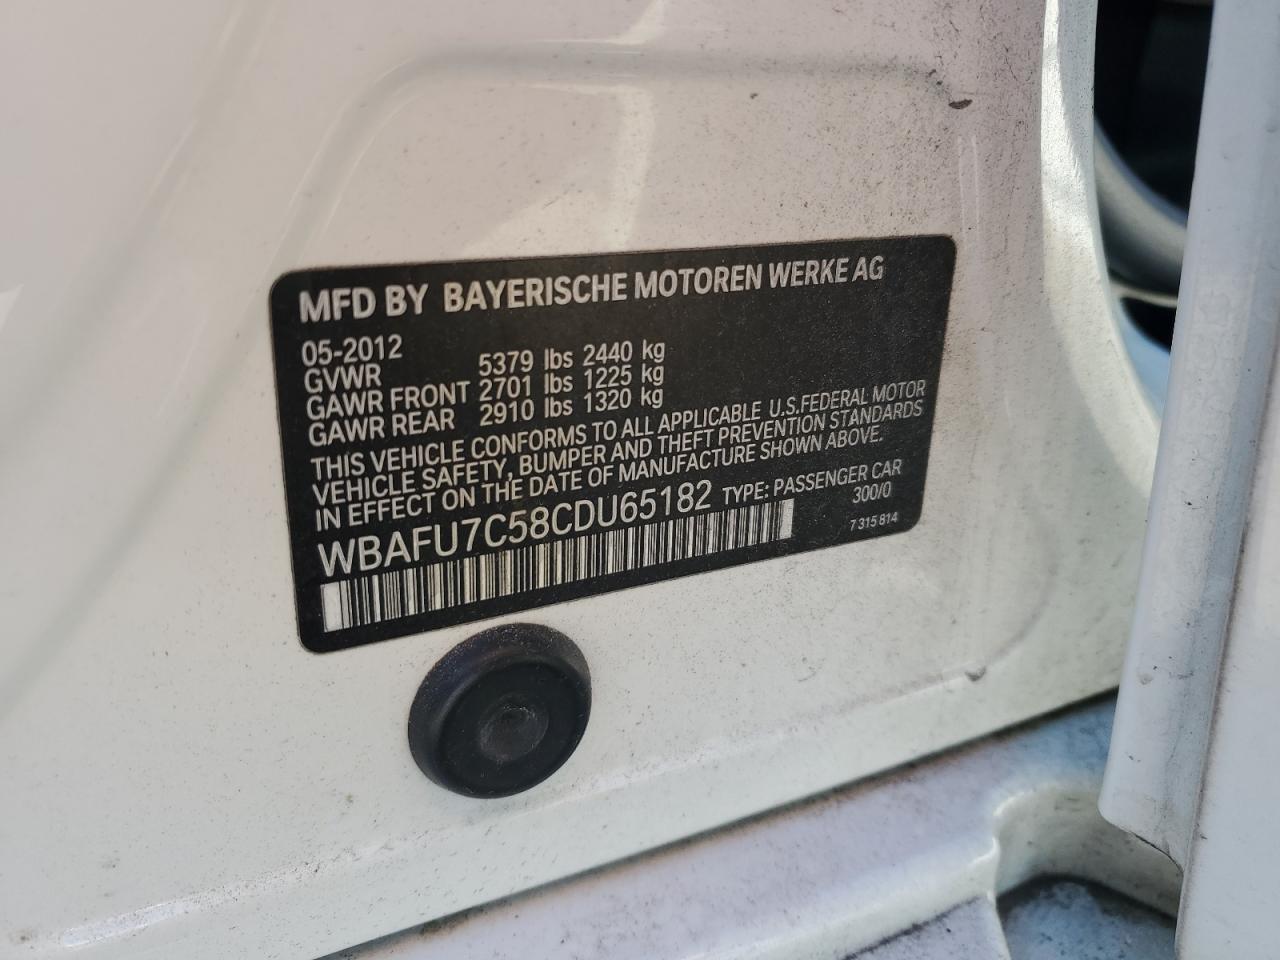 MFD BY BAYERISCHE MOTOREN WERKE AG
05-2012
GVWR 5379 lbs 2440 kg
GAWR FRONT 2701 lbs 1225 kg
GAWR REAR 2910 lbs 1320 kg
THIS VEHICLE CONFORMS TO ALL APPLICABLE U.S.FEDERAL MOTOR
VEHICLE SAFETY, BUMPER AND THEFT PREVENTION STANDARDS
IN EFFECT ON THE DATE OF MANUFACTURE SHOWN ABOVE.
WBAFU7C58CDU65182 TYPE: PASSENGER CAR
300/0
7 315 814